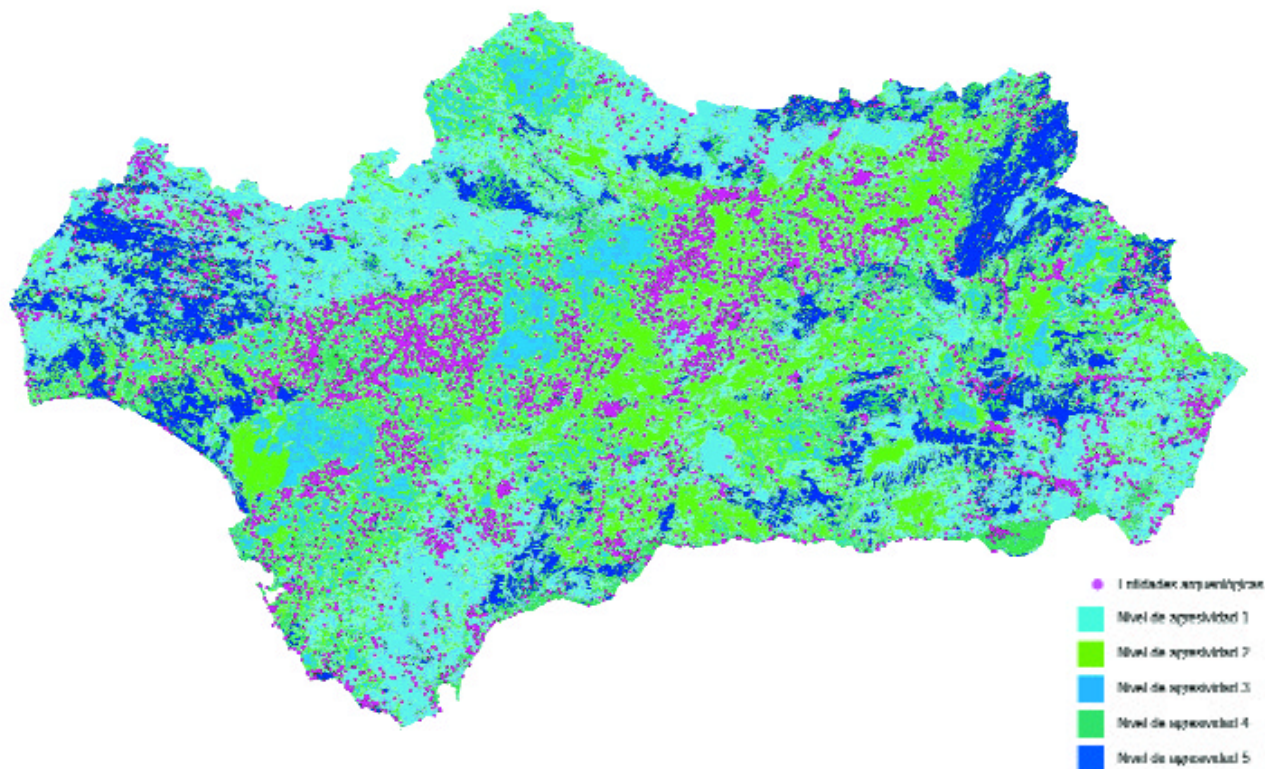 Entidades arqueológicas
Nivel de agresividad 1
Nivel de agresividad 2
Nivel de agresividad 3
Nivel de agresividad 4
Nivel de agresividad 5